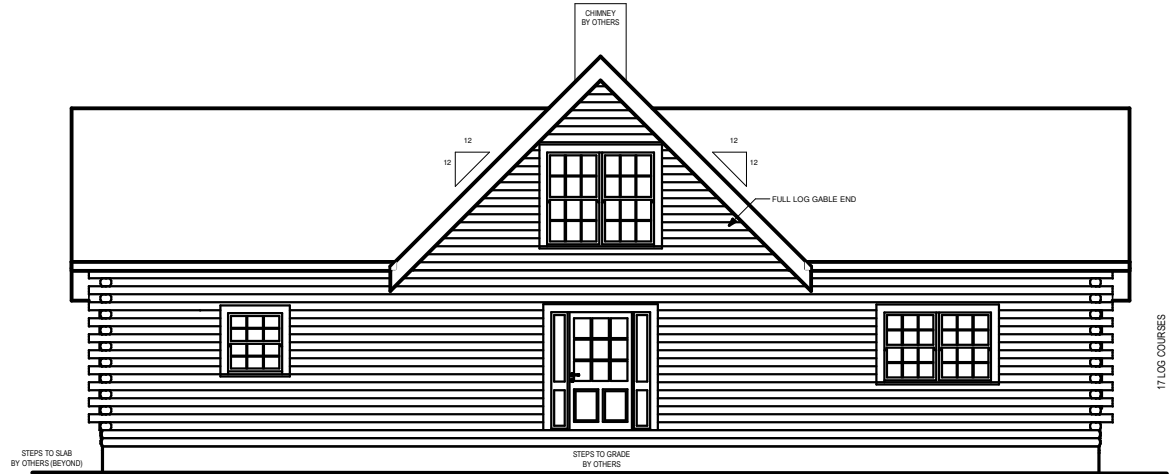 CHIMNEY
BY OTHERS
12
12
12
12
FULL LOG GABLE END
17 LOG COURSES
STEPS TO SLAB
BY OTHERS (BEYOND)
STEPS TO GRADE
BY OTHERS